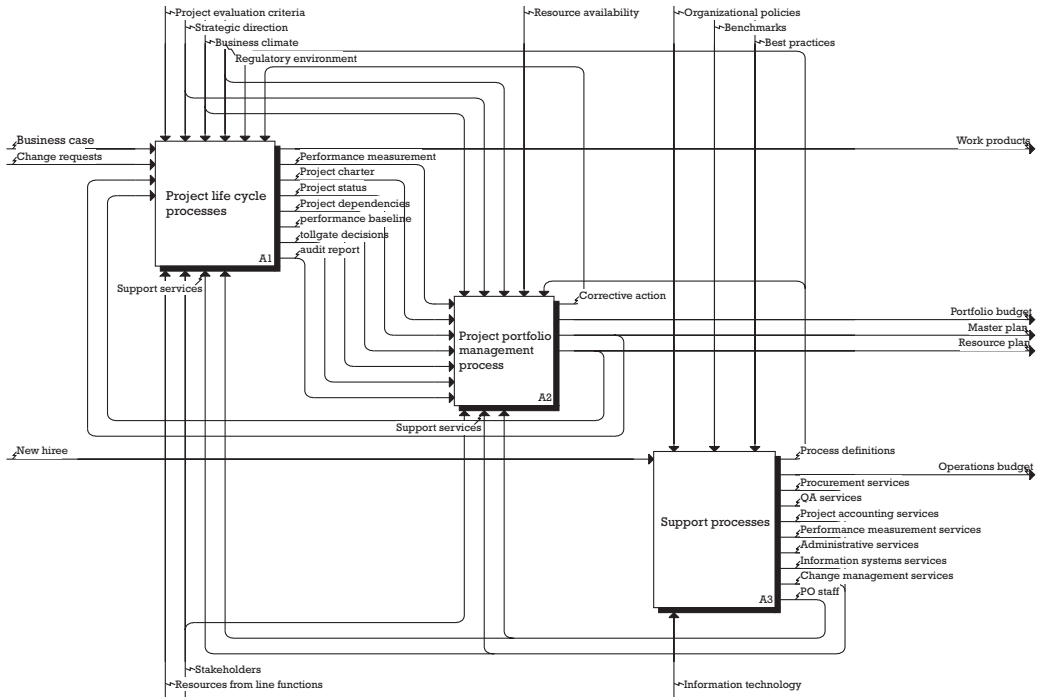 Project evaluation criteria
Resource availability
Organizational policies
Strategic direction
Benchmarks
Business climate
Best practices
Regulatory environment
Business case
Work products
Change requests
Performance measurement
Project charter
Project status
Project life cycle
processes
Project dependencies
performance baseline
tollgate decisions
audit report
A1
Support services
Corrective action
Portfolio budget
Master plan
Resource plan
Project portfolio
management
process
A2
Support services
New hiree
Process definitions
Operations budget
Procurement services
QA services
Project accounting services
Support processes
Performance measurement services
Administrative services
Information systems services
Change management services
PO staff
A3
Stakeholders
Resources from line functions
Information technology